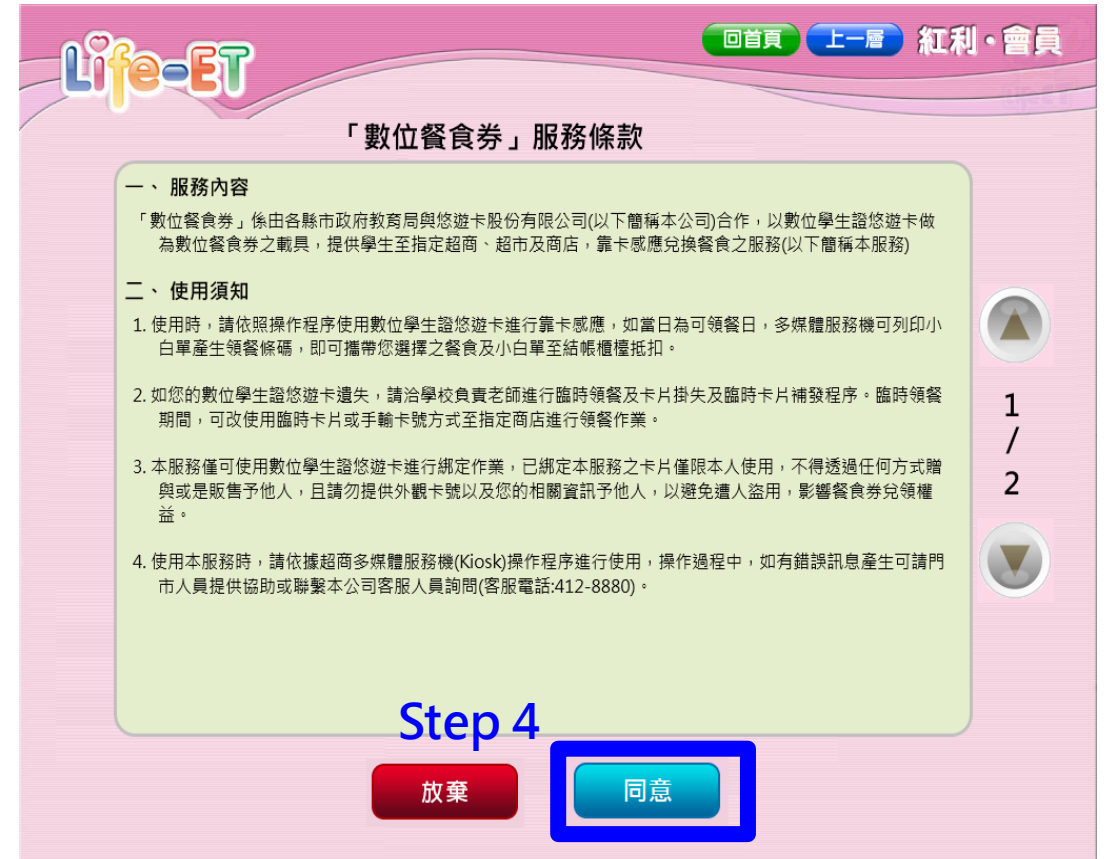 Life-ET
回首頁 上一層 紅利・會員
「數位餐食券」服務條款
一、 服務內容
「數位餐食券」係由各縣市政府教育局與悠遊卡股份有限公司(以下簡稱本公司)合作，以數位學生證悠遊卡做
為數位餐食券之載具，提供學生至指定超商、超市及商店，靠卡感應兌換餐食之服務(以下簡稱本服務)
二、 使用須知
1. 使用時，請依照操作程序使用數位學生證悠遊卡進行靠卡感應，如當日為可領餐日，多媒體服務機可列印小
白單產生領餐條碼，即可攜帶您選擇之餐食及小白單至結帳櫃檯抵扣。
2. 如您的數位學生證悠遊卡遺失，請洽學校負責老師進行臨時領餐及卡片掛失及臨時卡片補發程序。臨時領餐
期間，可改使用臨時卡片或手輸卡號方式至指定商店進行領餐作業。
3. 本服務僅可使用數位學生證悠遊卡進行綁定作業，已綁定本服務之卡片僅限本人使用，不得透過任何方式贈
與或是販售予他人，且請勿提供外觀卡號以及您的相關資訊予他人，以避免遭人盜用，影響餐食券兌領權
益。
4. 使用本服務時，請依據超商多媒體服務機(Kiosk)操作程序進行使用，操作過程中，如有錯誤訊息產生可請門
市人員提供協助或聯繫本公司客服人員詢問(客服電話:412-8880)。
1
/
2
Step 4
放棄 同意